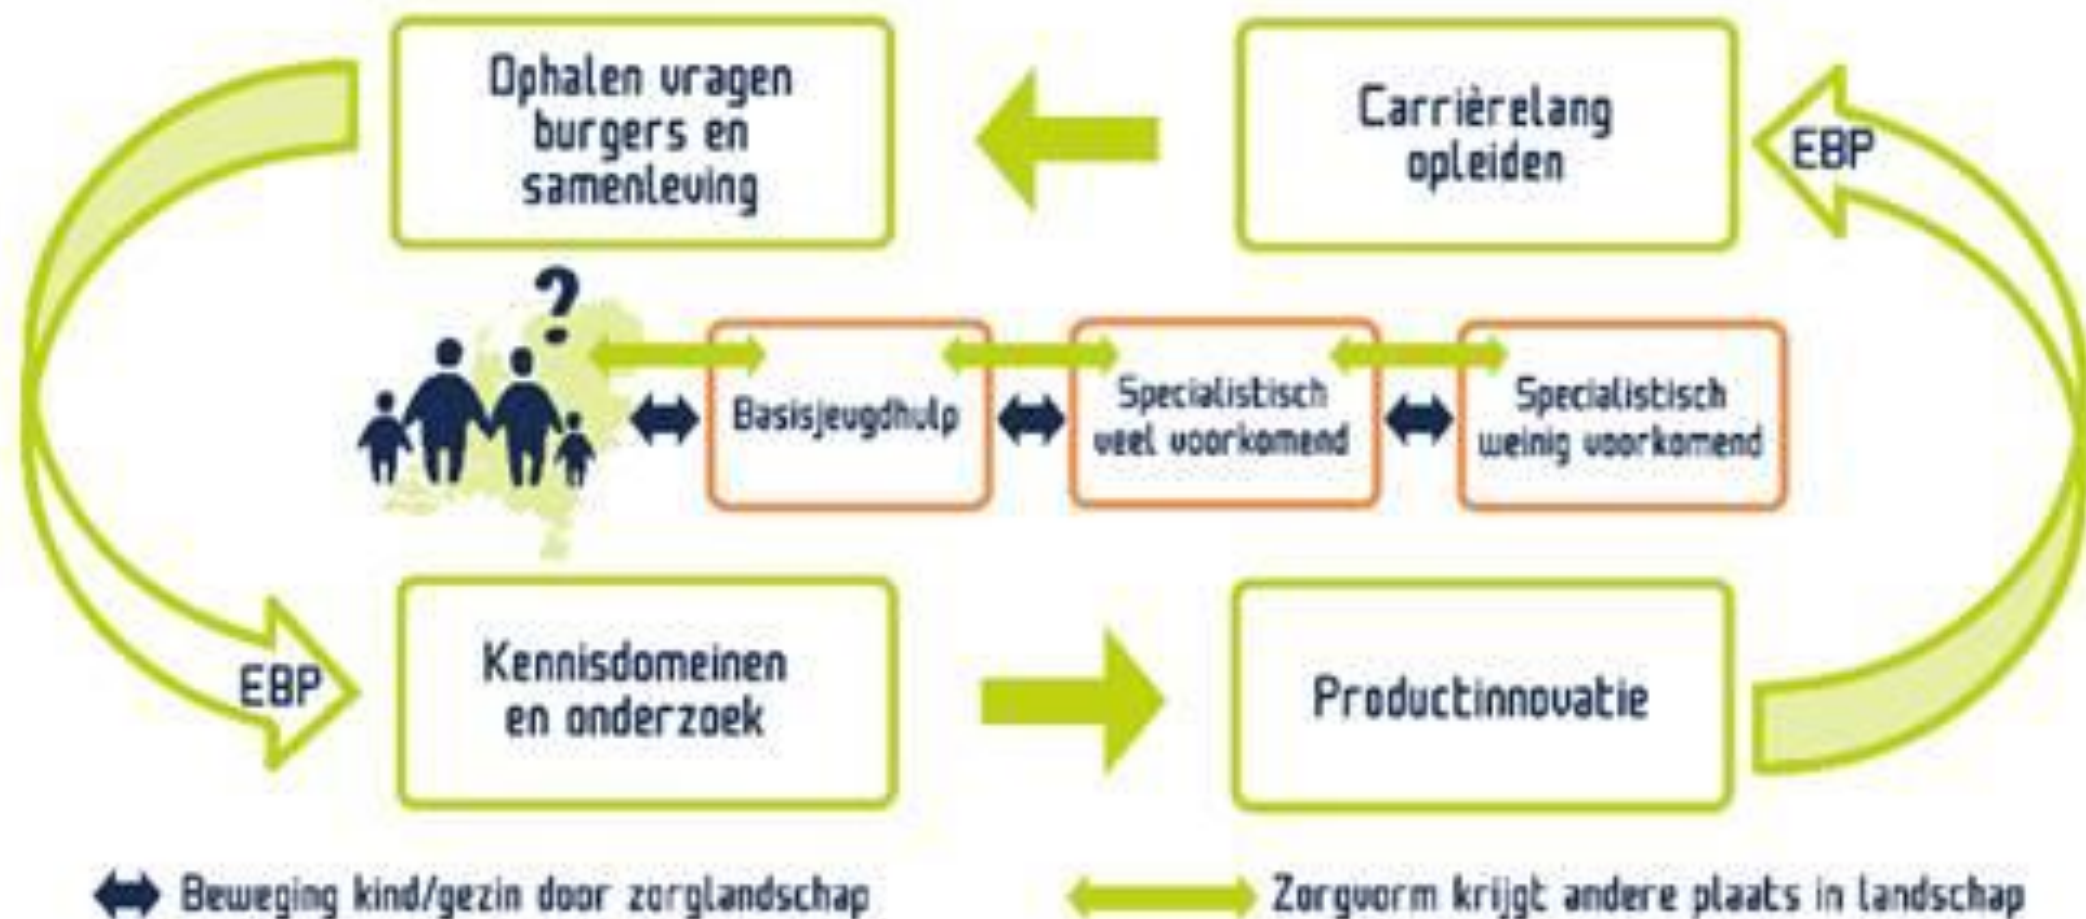 Ophalen vragen
burgers en
samenleving
Carrièrelang
opleiden
EBP
?
Basisjeugdhulp
Specialistisch
veel voorkomend
Specialistisch
weinig voorkomend
EBP
Kennisdomeinen
en onderzoek
Productinnovatie
Beweging kind/gezin door zorglandschap
Zorgvorm krijgt andere plaats in landschap